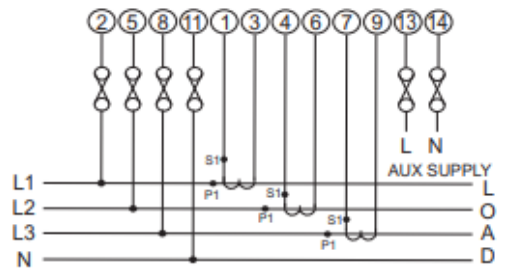 2 5 8 11 1 3 4 6 7 9 13 14
L N
S1 AUX SUPPLY
L1 P1 L
S1
L2 P1 O
S1
L3 P1 A
N D